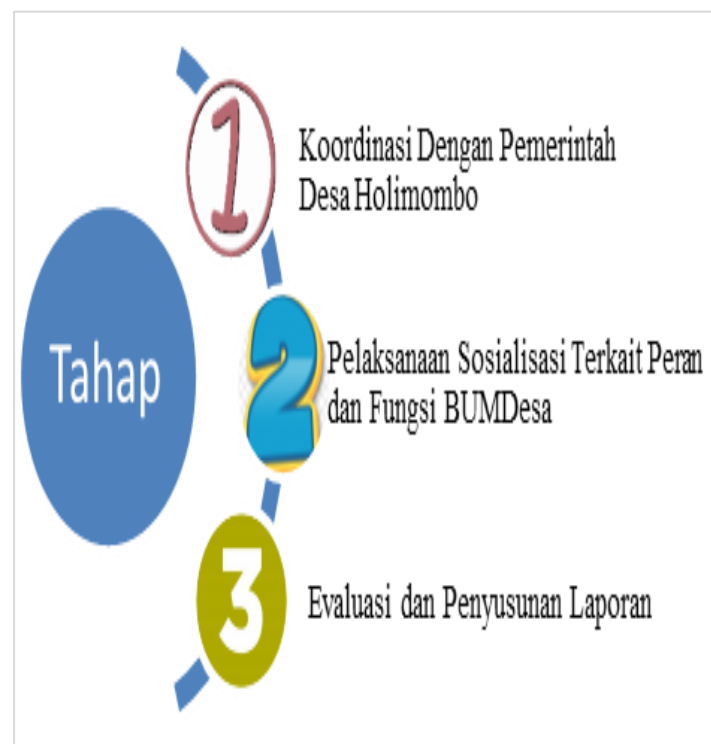 1
Koordinasi Dengan Pemerintah
Desa Holimombo
Tahap
2
Pelaksanaan Sosialisasi Terkait Peran
dan Fungsi BUMDesa
3
Evaluasi dan Penyusunan Laporan